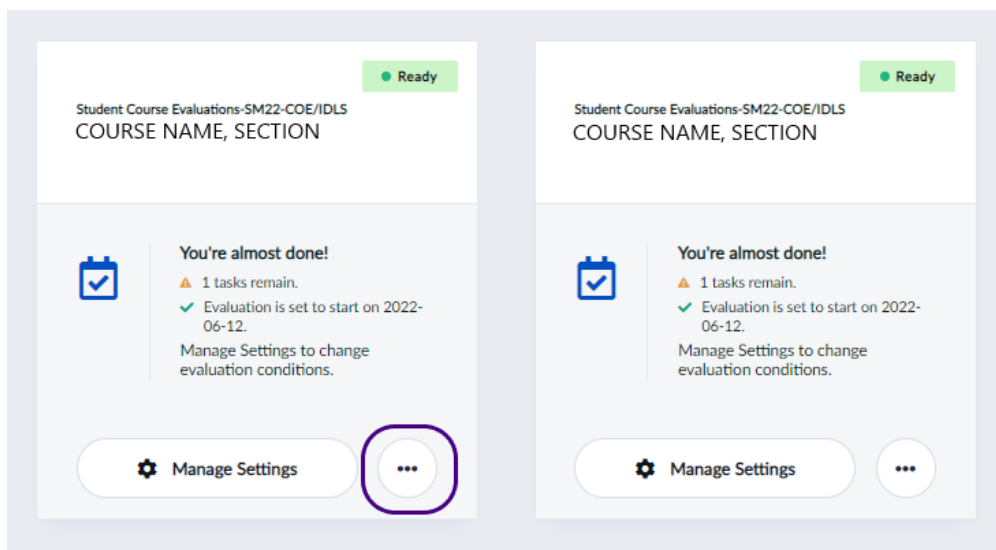 Ready
Student Course Evaluations-SM22-COE/IDLS
COURSE NAME, SECTION
You're almost done!
1 tasks remain.
Evaluation is set to start on 2022-
06-12.
Manage Settings to change
evaluation conditions.
Manage Settings
Ready
Student Course Evaluations-SM22-COE/IDLS
COURSE NAME, SECTION
You're almost done!
1 tasks remain.
Evaluation is set to start on 2022-
06-12.
Manage Settings to change
evaluation conditions.
Manage Settings